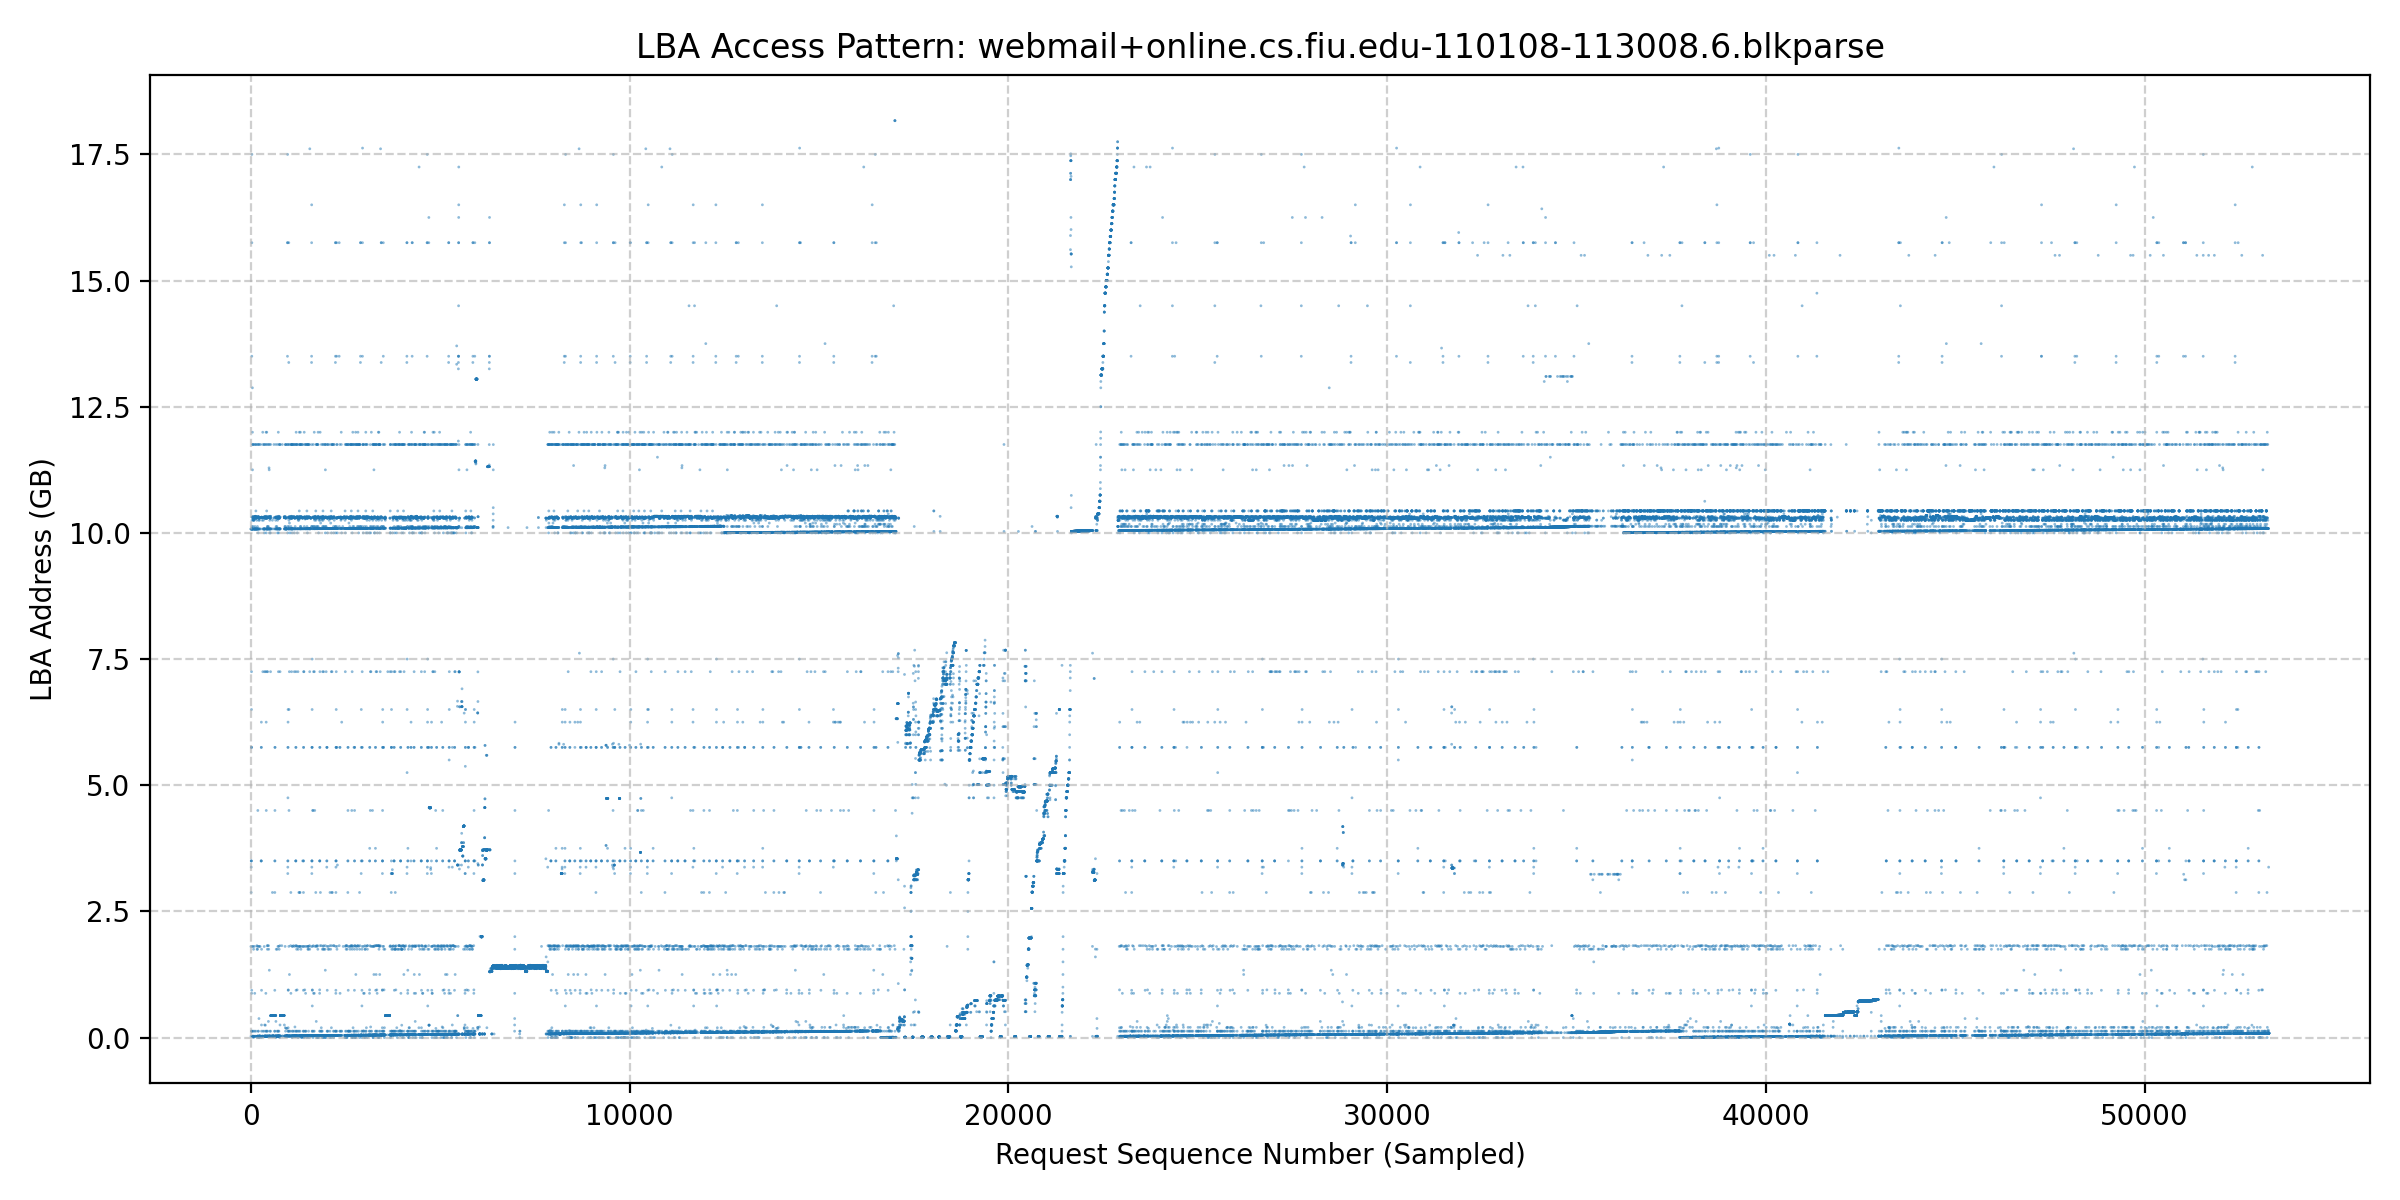 LBA Access Pattern: webmail+online.cs.fiu.edu-110108-113008.6.blkparse
17.5
15.0
12.5
10.0
7.5
5.0
2.5
0.0
LBA Address (GB)
0 10000 20000 30000 40000 50000
Request Sequence Number (Sampled)